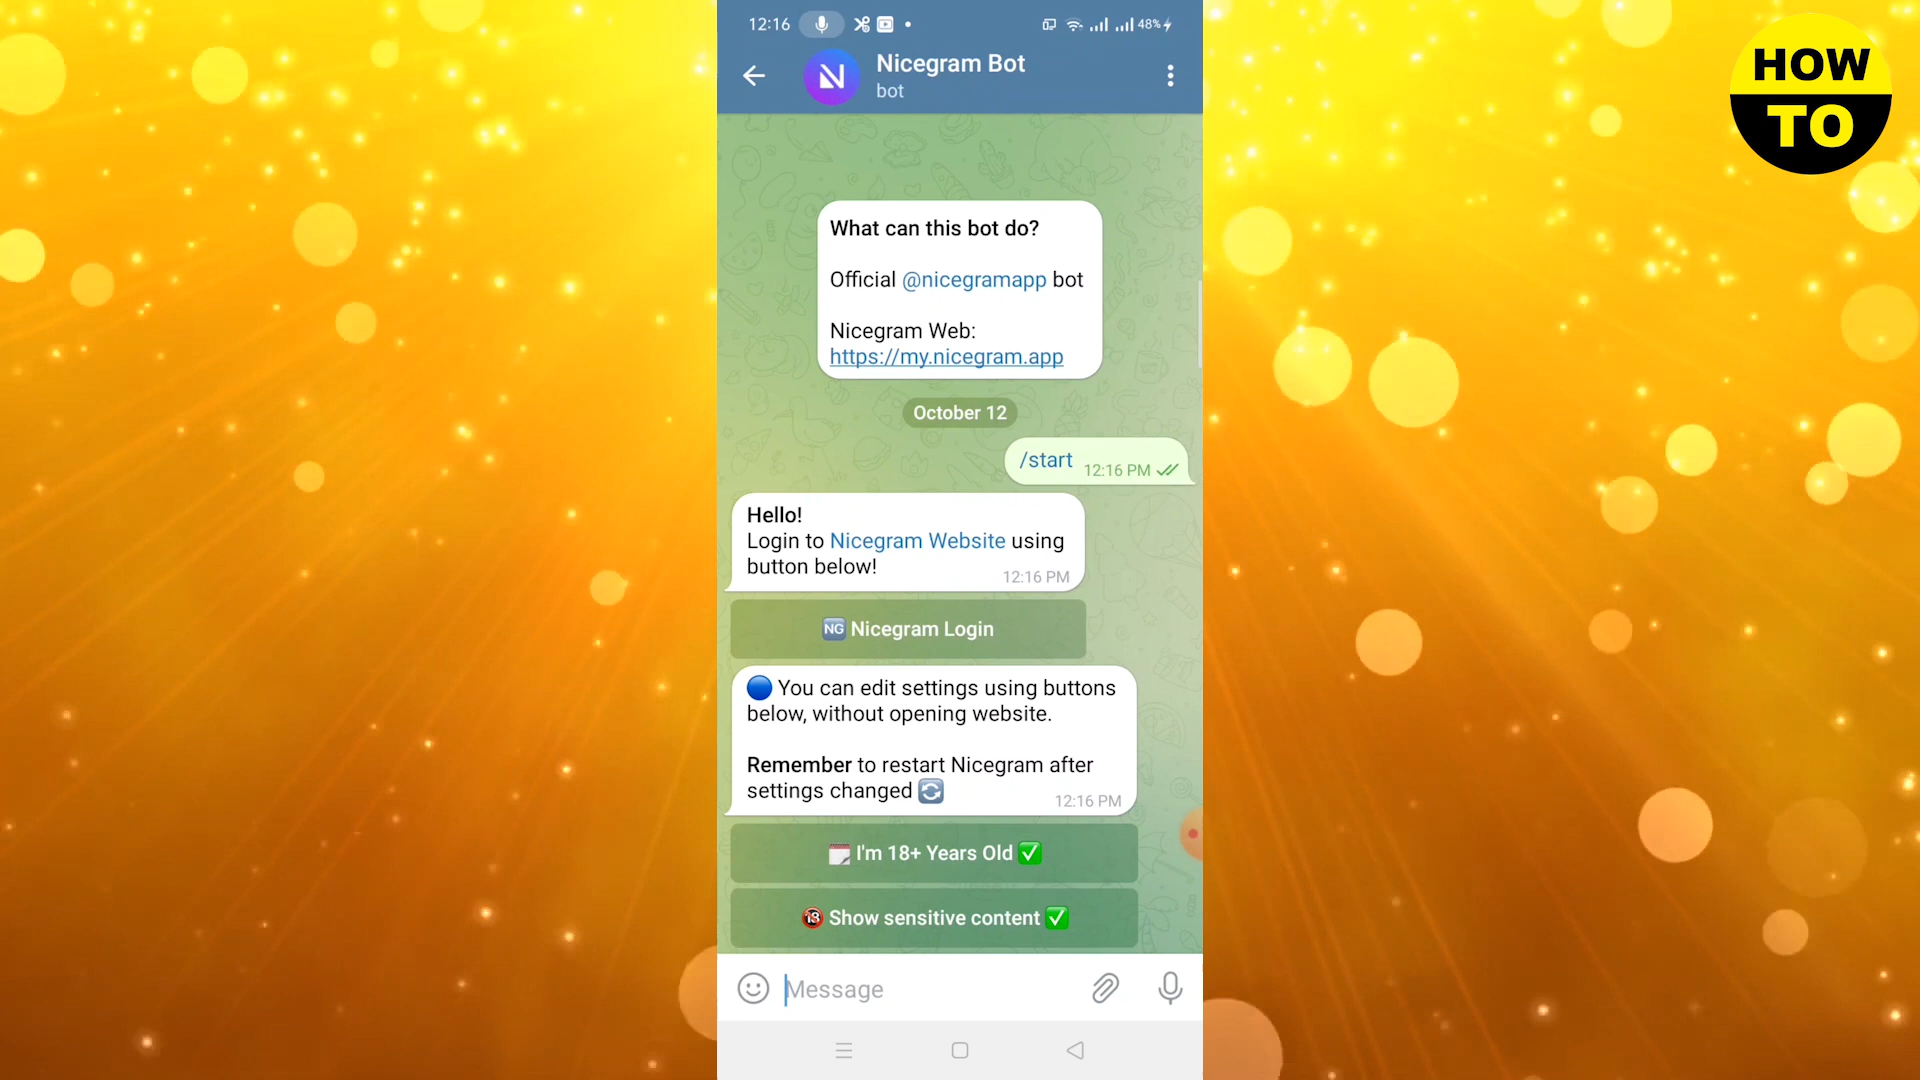 12:16
48%
HOW
TO
N
Nicegram Bot
bot
What can this bot do?
Official @nicegramapp bot
Nicegram Web:
https://my.nicegram.app
October 12
/start 12:16 PM
Hello!
Login to Nicegram Website using
button below!
12:16 PM
NG Nicegram Login
You can edit settings using buttons
below, without opening website.
Remember to restart Nicegram after
settings changed
12:16 PM
I'm 18+ Years Old
18 Show sensitive content
Message